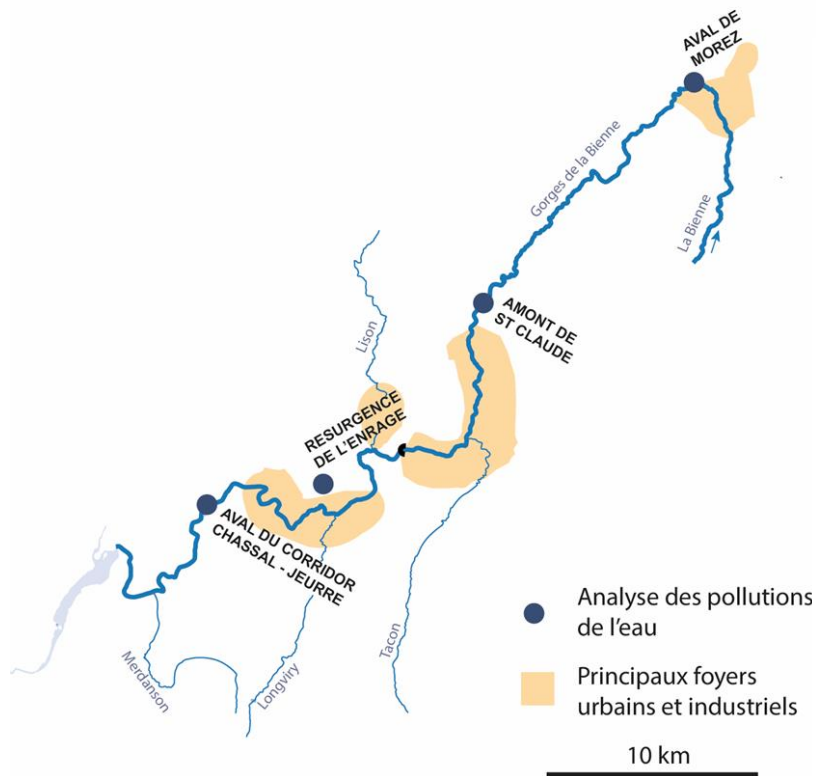 AVAL DE
MOREZ
Gorges de la Bienne
La Bienne
AMONT DE
ST CLAUDE
Lison
RESURGENCE
DE L'ENRAGE
AVAL DU CORRIDOR
CHASSAL - JEURRE
Merdanson
Longviry
Tacon
Analyse des pollutions
de l'eau
Principaux foyers
urbains et industriels
10 km